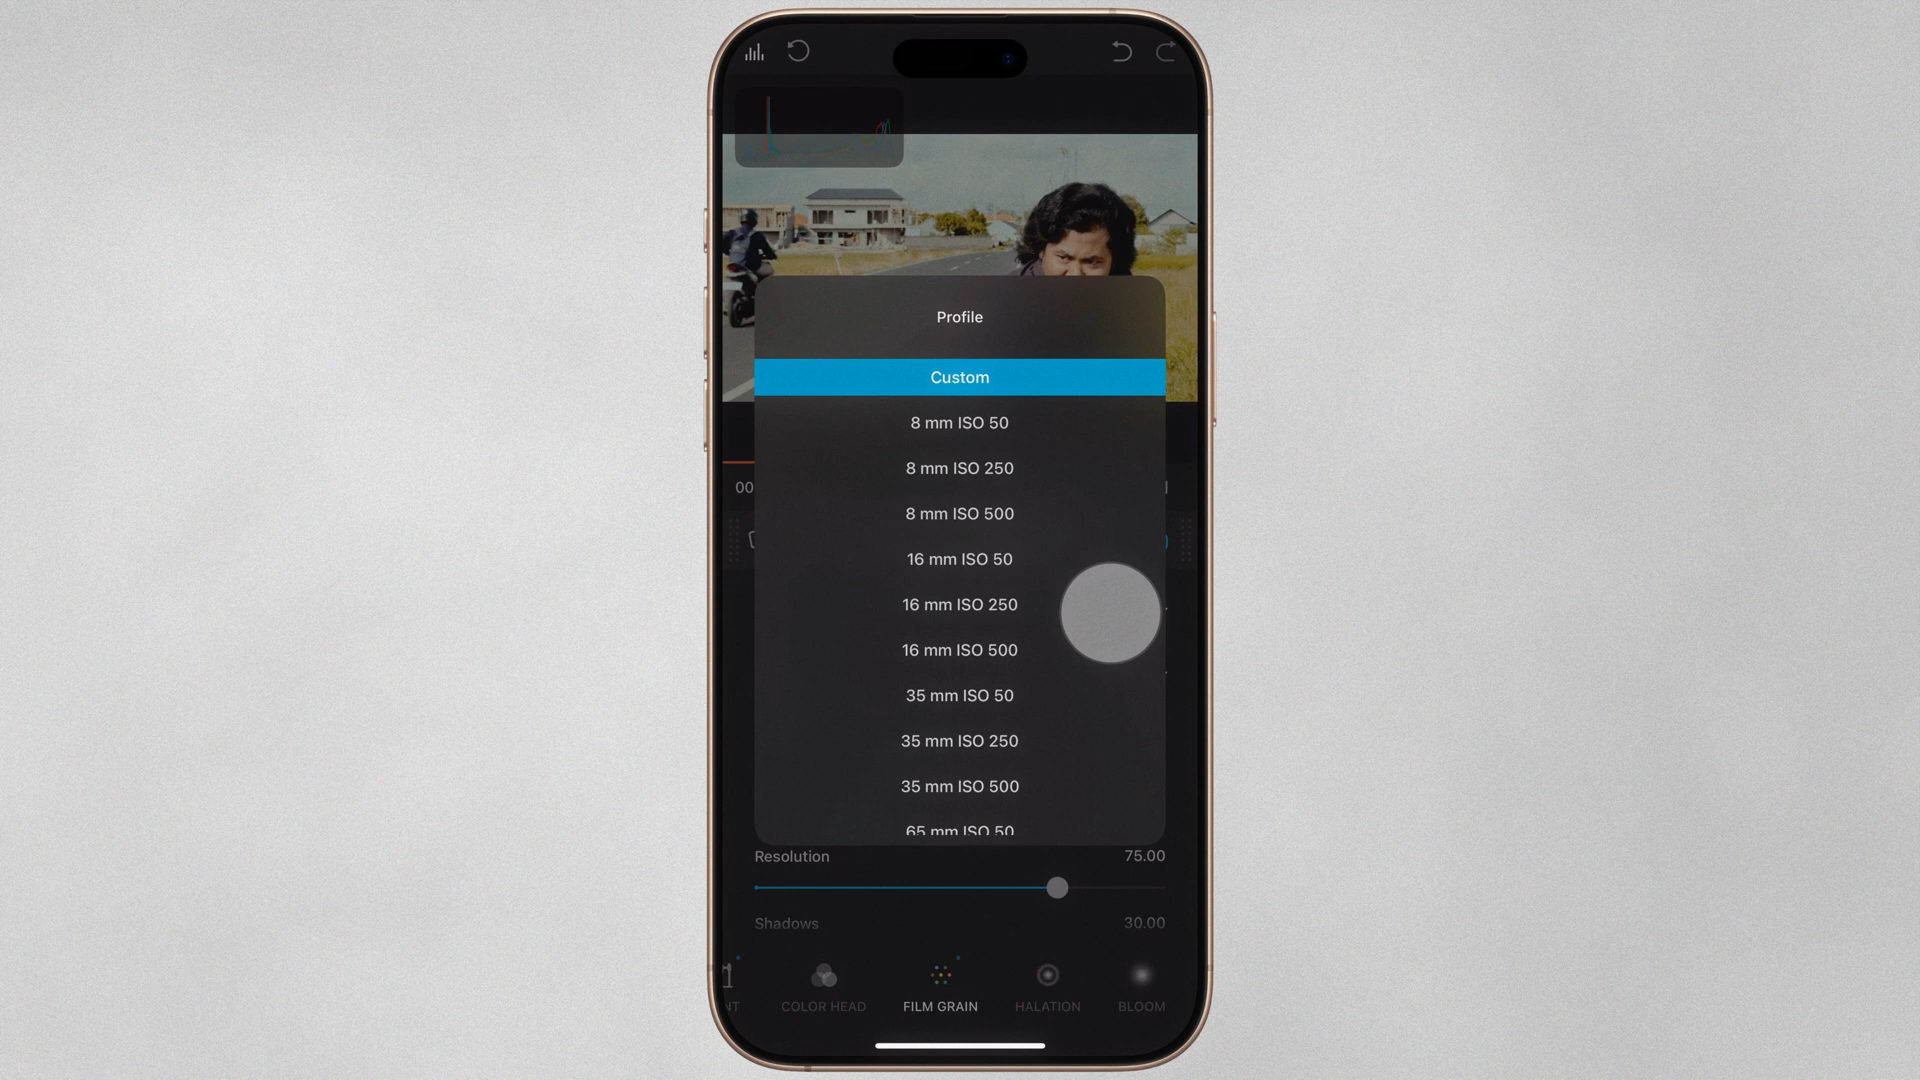 Profile
Custom
8 mm ISO 50
8 mm ISO 250
8 mm ISO 500
16 mm ISO 50
16 mm ISO 250
16 mm ISO 500
35 mm ISO 50
35 mm ISO 250
35 mm ISO 500
65 mm ISO 50
00
Resolution 75.00
Shadows 30.00
NT COLOR HEAD FILM GRAIN HALATION BLOOM